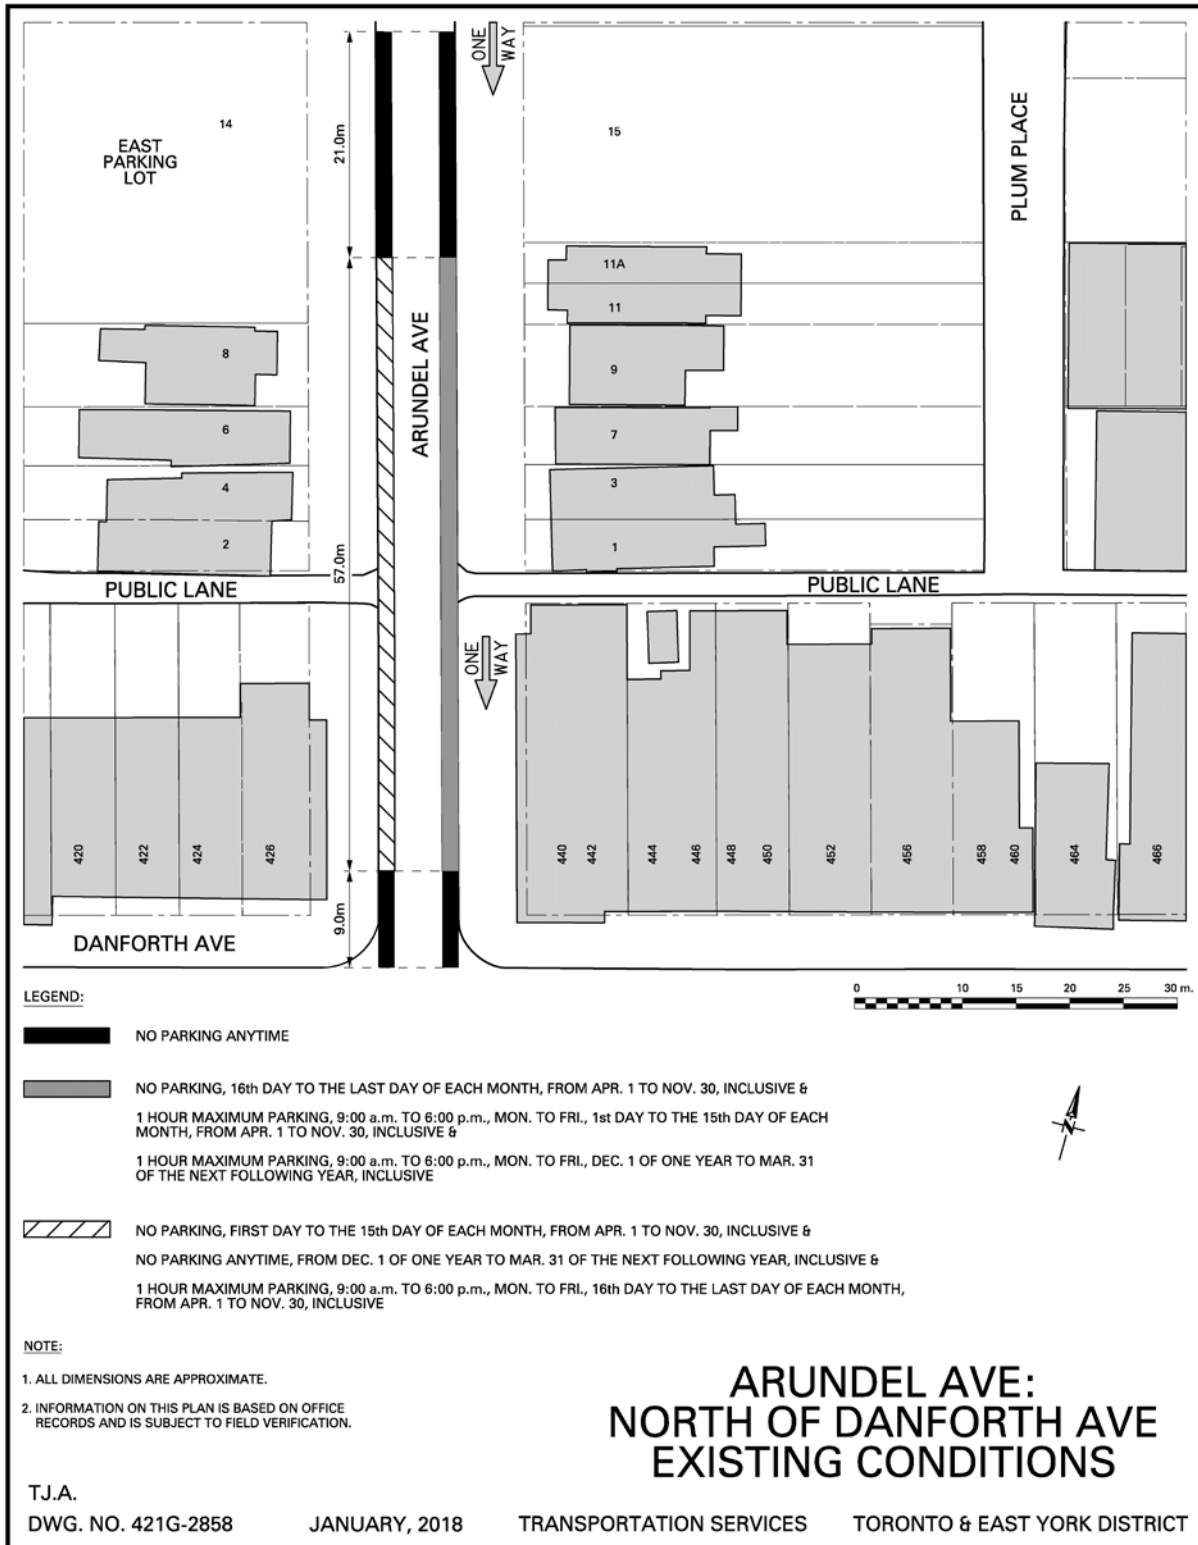 ONE
WAY
14
15
EAST
PARKING
LOT
21.0m
PLUM PLACE
11A
11
ARUNDEL AVE
8
9
6
7
4
3
2
1
57.0m
PUBLIC LANE
PUBLIC LANE
ONE
WAY
420
422
424
426
440
442
444
446
448
450
452
456
458
460
464
466
9.0m
DANFORTH AVE
LEGEND:
0 10 15 20 25 30 m.
NO PARKING ANYTIME
NO PARKING, 16th DAY TO THE LAST DAY OF EACH MONTH, FROM APR. 1 TO NOV. 30, INCLUSIVE &
1 HOUR MAXIMUM PARKING, 9:00 a.m. TO 6:00 p.m., MON. TO FRI., 1st DAY TO THE 15th DAY OF EACH
MONTH, FROM APR. 1 TO NOV. 30, INCLUSIVE &
1 HOUR MAXIMUM PARKING, 9:00 a.m. TO 6:00 p.m., MON. TO FRI., DEC. 1 OF ONE YEAR TO MAR. 31
OF THE NEXT FOLLOWING YEAR, INCLUSIVE
N
NO PARKING, FIRST DAY TO THE 15th DAY OF EACH MONTH, FROM APR. 1 TO NOV. 30, INCLUSIVE &
NO PARKING ANYTIME, FROM DEC. 1 OF ONE YEAR TO MAR. 31 OF THE NEXT FOLLOWING YEAR, INCLUSIVE &
1 HOUR MAXIMUM PARKING, 9:00 a.m. TO 6:00 p.m., MON. TO FRI., 16th DAY TO THE LAST DAY OF EACH MONTH,
FROM APR. 1 TO NOV. 30, INCLUSIVE
NOTE:
1. ALL DIMENSIONS ARE APPROXIMATE.
2. INFORMATION ON THIS PLAN IS BASED ON OFFICE
RECORDS AND IS SUBJECT TO FIELD VERIFICATION.
ARUNDEL AVE:
NORTH OF DANFORTH AVE
EXISTING CONDITIONS
T.J.A.
DWG. NO. 421G-2858 JANUARY, 2018 TRANSPORTATION SERVICES TORONTO & EAST YORK DISTRICT